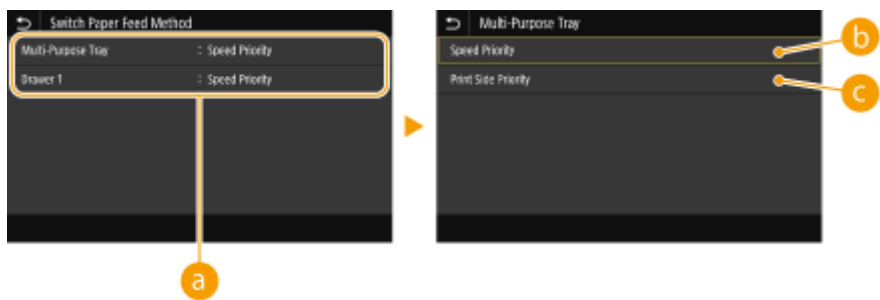 Switch Paper Feed Method
Multi-Purpose Tray : Speed Priority
Drawer 1 : Speed Priority
a
Multi-Purpose Tray
Speed Priority
b
Print Side Priority
c